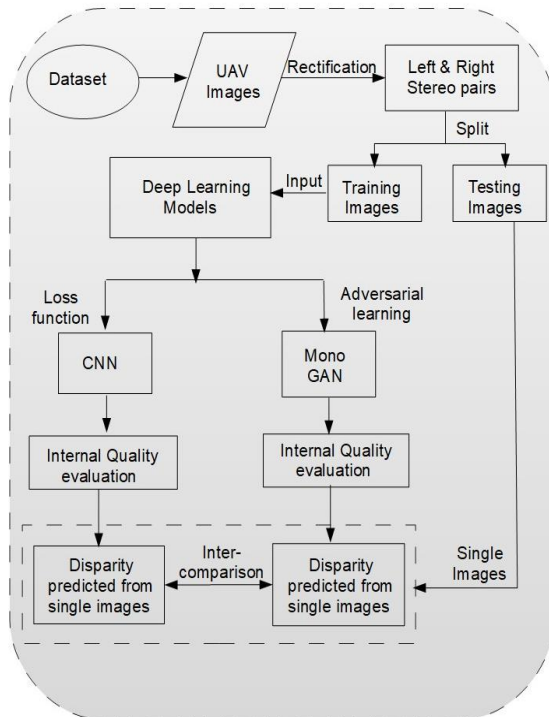 Dataset
UAV
Images
Rectification
Left & Right
Stereo pairs
Split
Deep Learning
Models
Input
Training
Images
Testing
Images
Loss
function
Adversarial
learning
CNN
Mono
GAN
Internal Quality
evaluation
Internal Quality
evaluation
Disparity
predicted from
single images
Inter-
comparison
Disparity
predicted from
single images
Single
Images